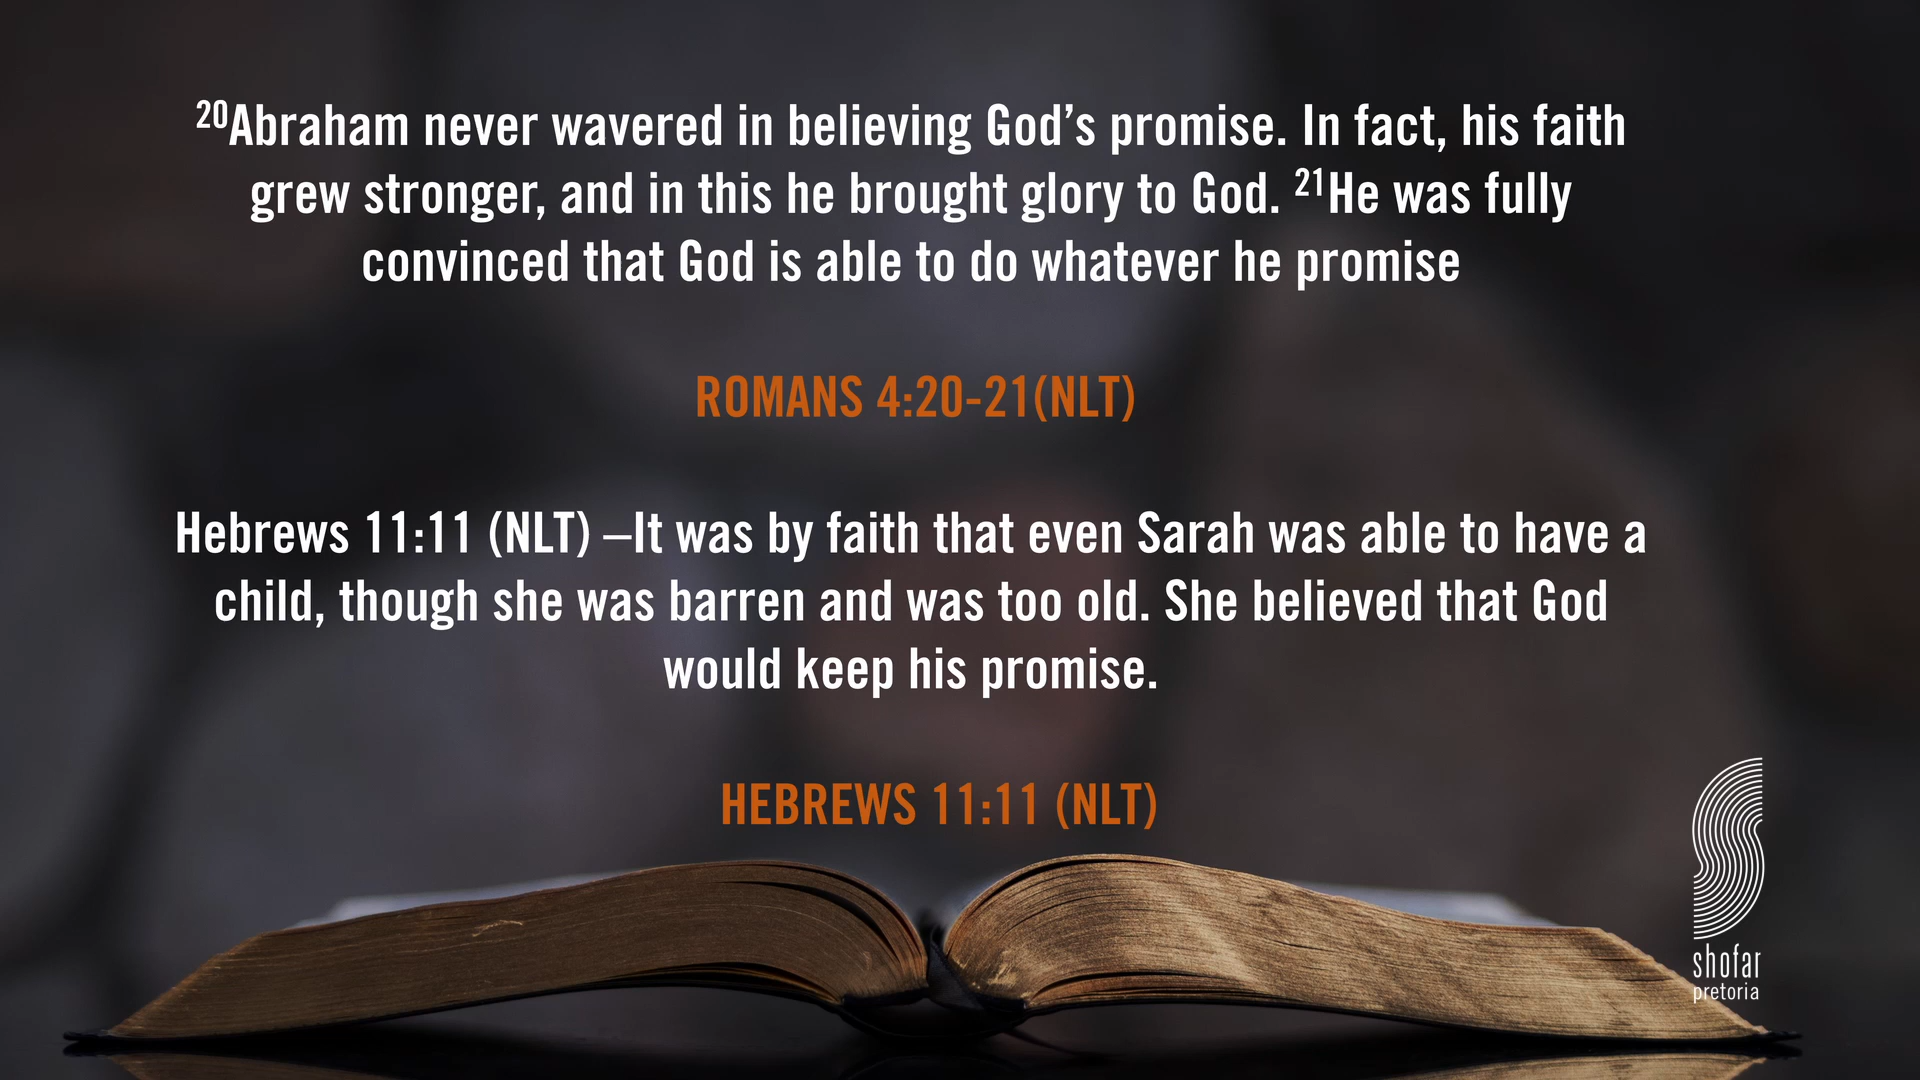 ²⁰Abraham never wavered in believing God’s promise. In fact, his faith
grew stronger, and in this he brought glory to God. ²¹He was fully
convinced that God is able to do whatever he promise
ROMANS 4:20-21(NLT)
Hebrews 11:11 (NLT) –It was by faith that even Sarah was able to have a
child, though she was barren and was too old. She believed that God
would keep his promise.
HEBREWS 11:11 (NLT)
shofar
pretoria